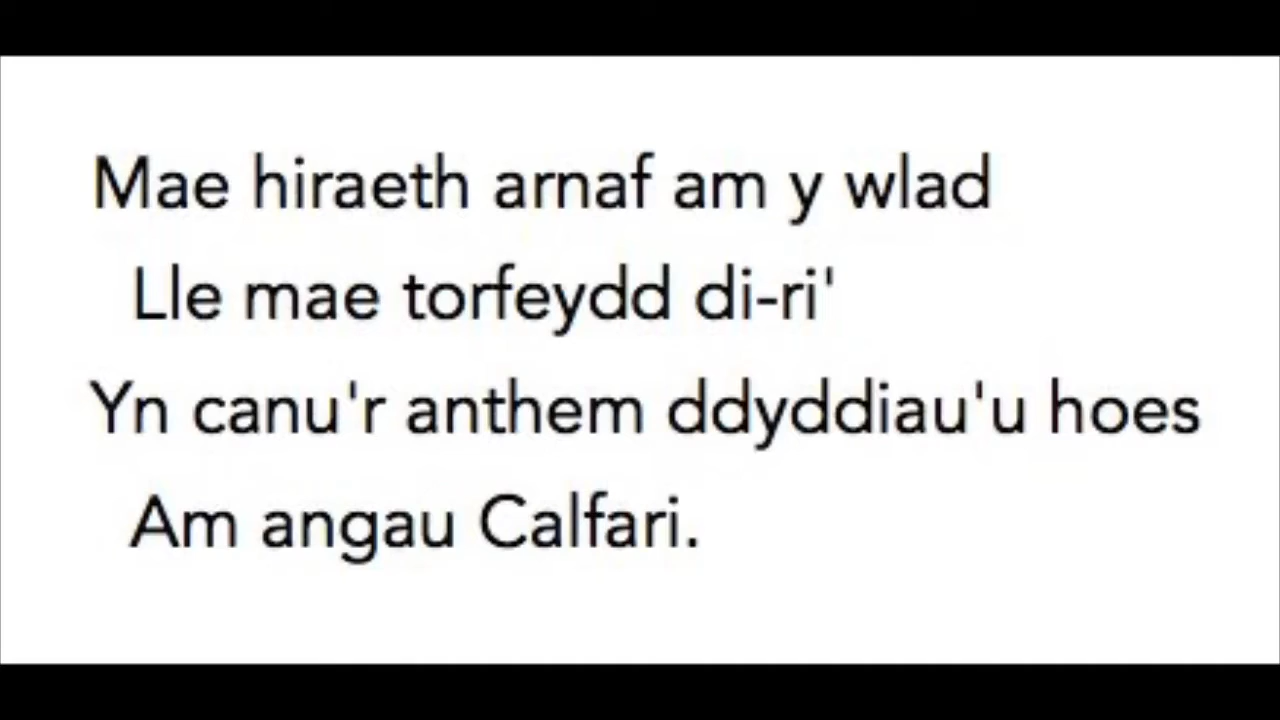 Mae hiraeth arnaf am y wlad
Lle mae torfeydd di-ri'
Yn canu'r anthem ddyddiau'u hoes
Am angau Calfari.